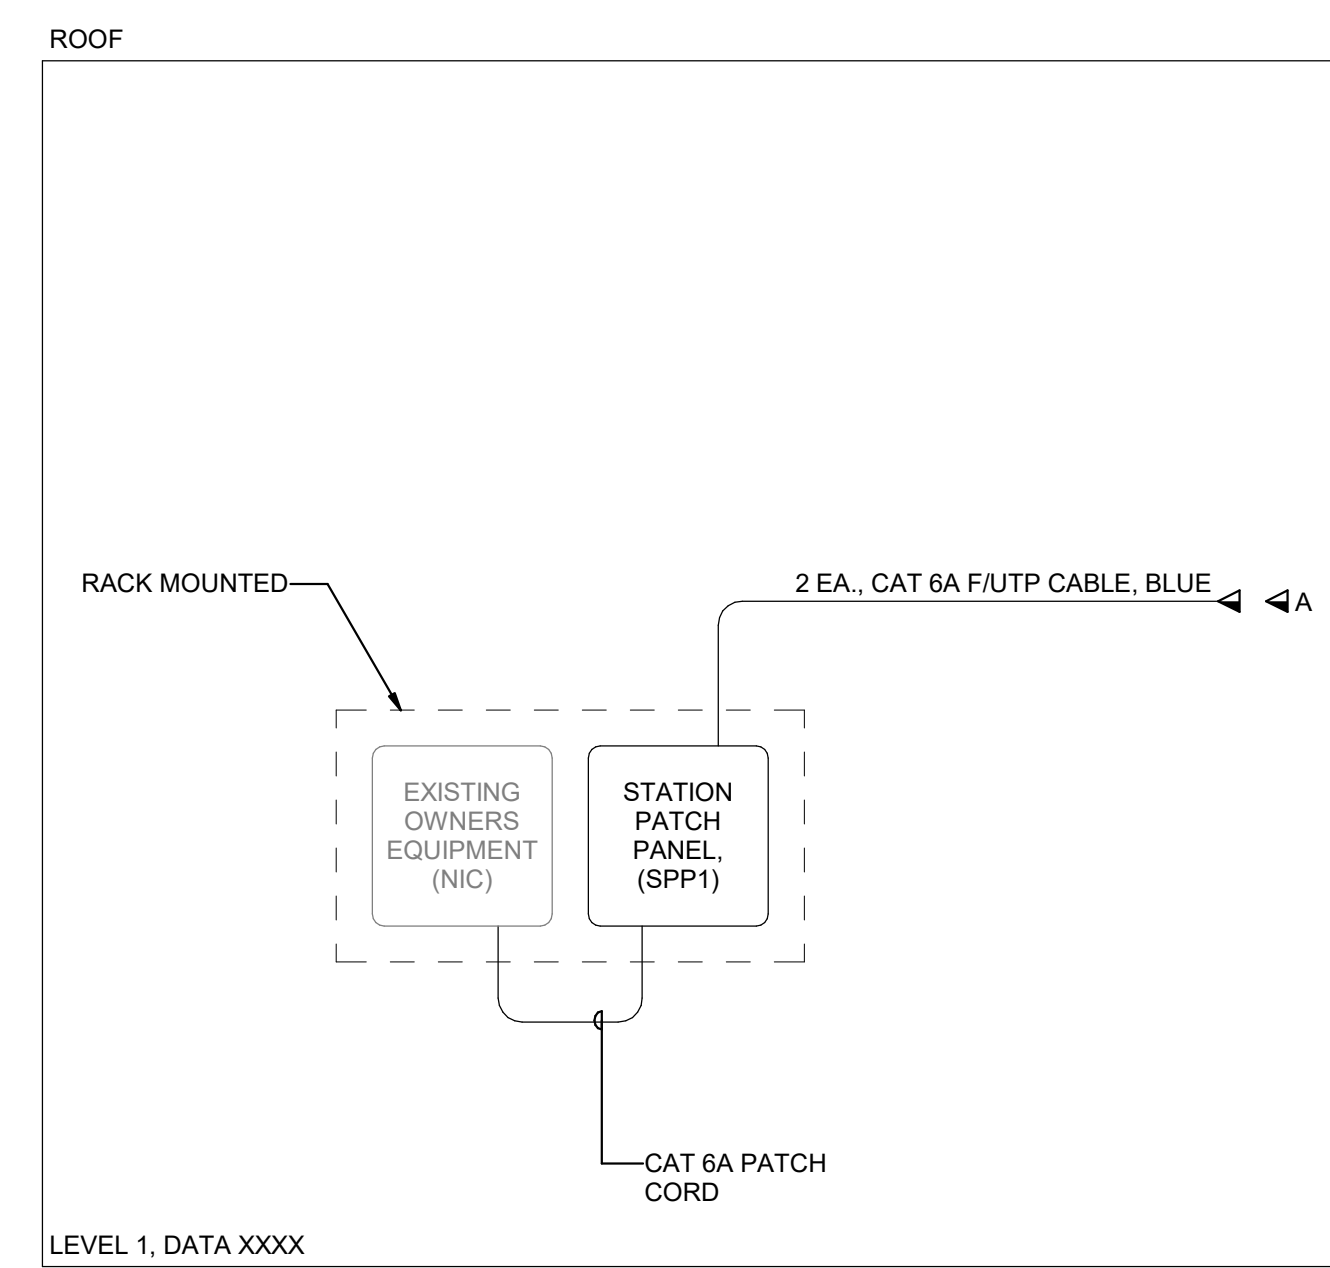 ROOF
RACK MOUNTED
2 EA., CAT 6A F/UTP CABLE, BLUE
A
EXISTING
OWNERS
EQUIPMENT
(NIC)
STATION
PATCH
PANEL,
(SPP1)
CAT 6A PATCH
CORD
LEVEL 1, DATA XXXX